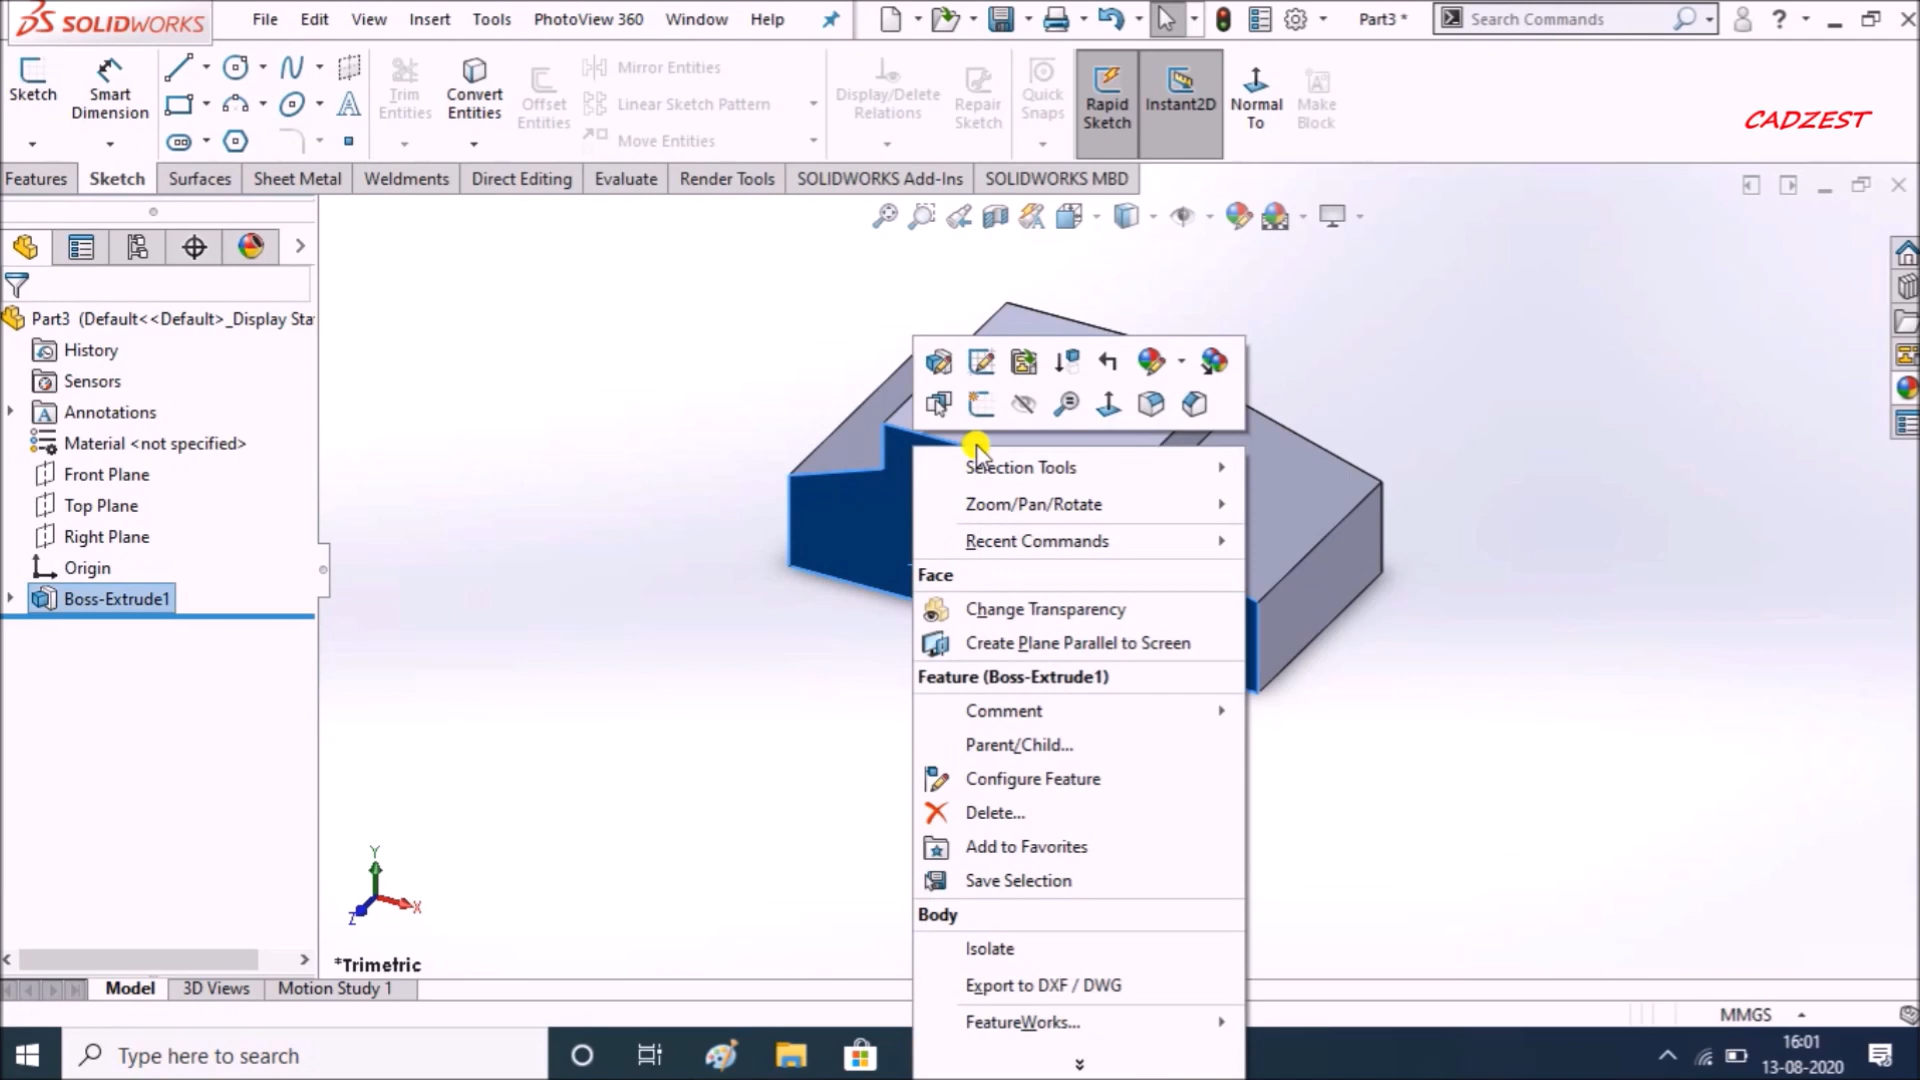 SOLIDWORKS File Edit View Insert Tools PhotoView 360 Window Help Part3 * Search Commands ?
Sketch Smart Dimension Trim Entities Convert Entities Offset Entities Mirror Entities Linear Sketch Pattern Move Entities Display/Delete Relations Repair Sketch Quick Snaps Rapid Sketch Instant2D Normal To Make Block
CADZEST
Features Sketch Surfaces Sheet Metal Weldments Direct Editing Evaluate Render Tools SOLIDWORKS Add-Ins SOLIDWORKS MBD
Part3 (Default<<Default>_Display Sta
History
Sensors
Annotations
Material <not specified>
Front Plane
Top Plane
Right Plane
Origin
Boss-Extrude1
Selection Tools
Zoom/Pan/Rotate
Recent Commands
Face
Change Transparency
Create Plane Parallel to Screen
Feature (Boss-Extrude1)
Comment
Parent/Child...
Configure Feature
Delete...
Add to Favorites
Save Selection
Body
Isolate
Export to DXF / DWG
FeatureWorks...
Y
X
Z
*Trimetric
Model 3D Views Motion Study 1
MMGS
Type here to search
16:01
13-08-2020